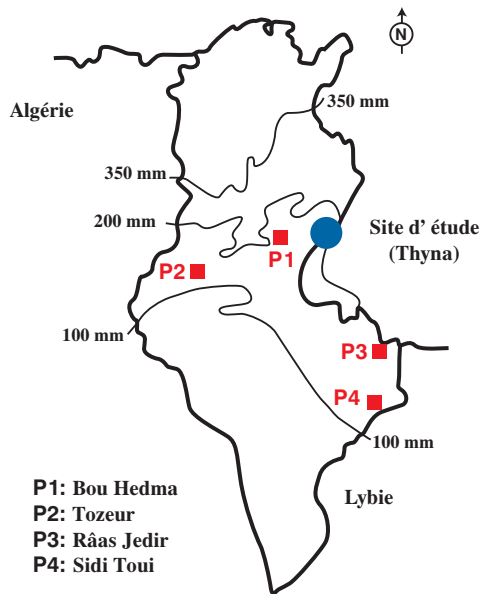 N
350 mm
Algérie
350 mm
200 mm
Site d' étude
(Thyna)
P1
P2
100 mm
P3
P4
100 mm
P1: Bou Hedma
P2: Tozeur
P3: Râas Jedir
P4: Sidi Toui
Lybie